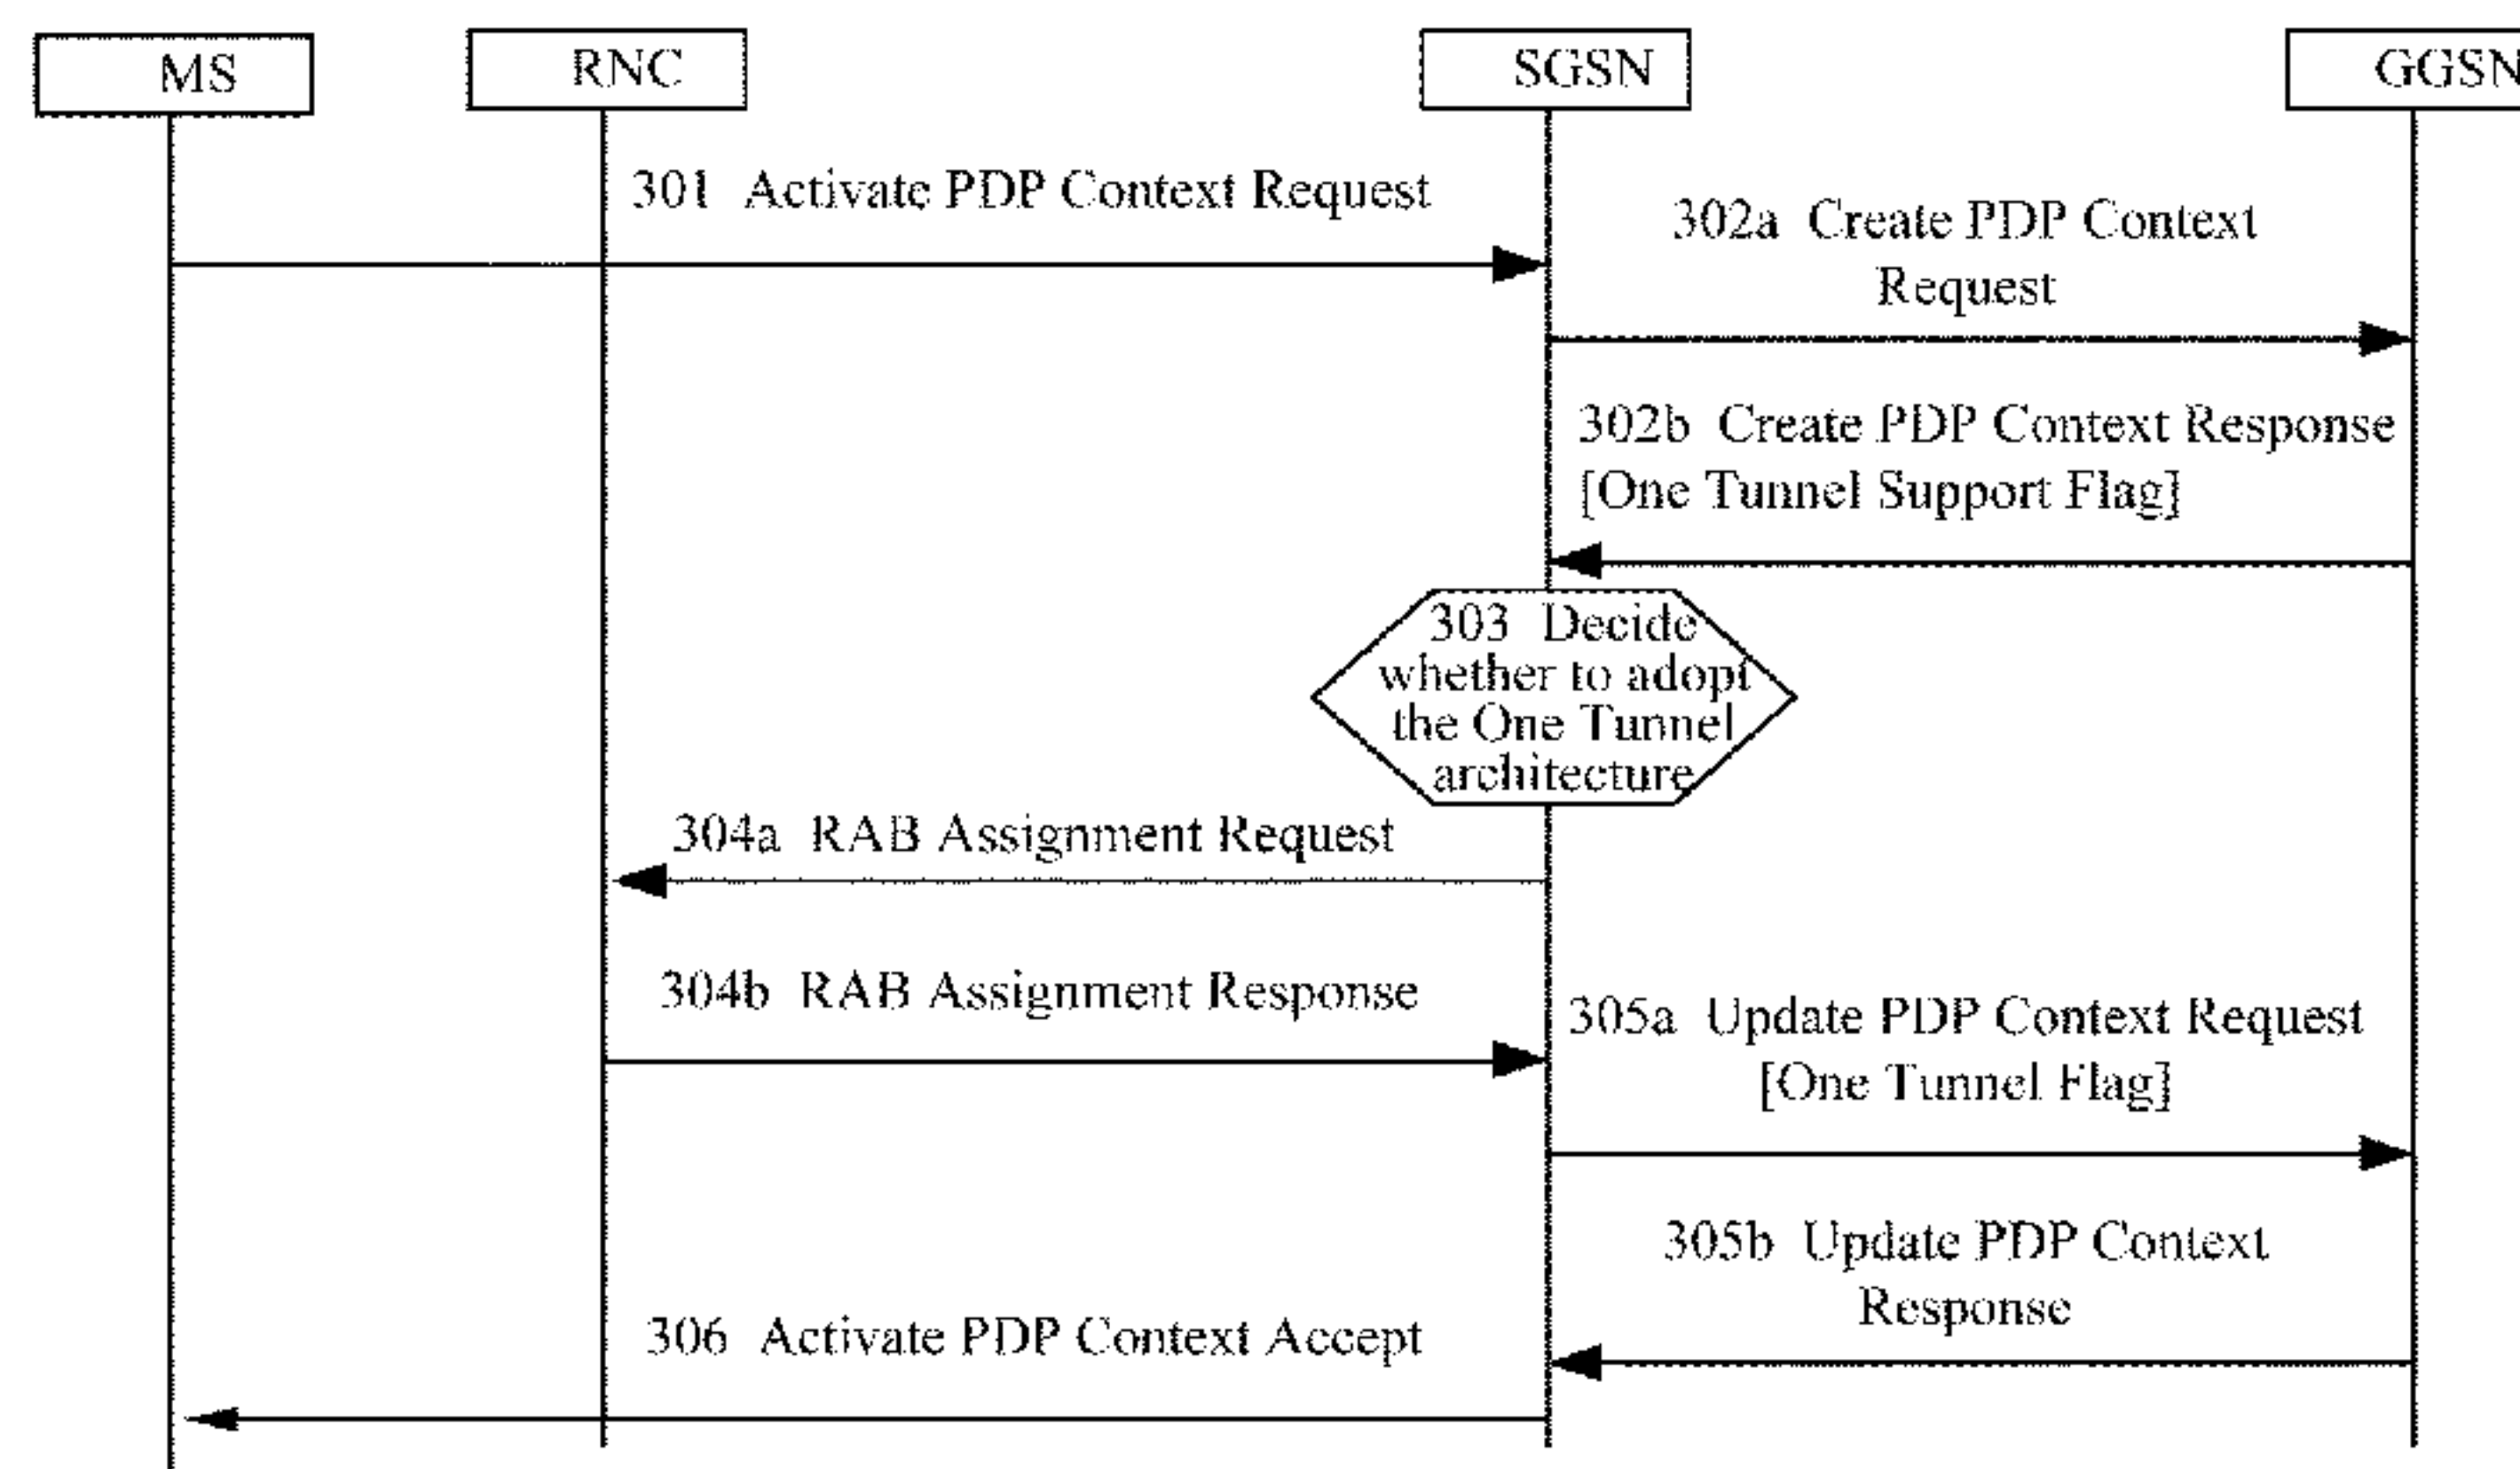 MS
RNC
SGSN
GGSN
301 Activate PDP Context Request
302a Create PDP Context
Request
302b Create PDP Context Response
[One Tunnel Support Flag]
303 Decide
whether to adopt
the One Tunnel
architecture
304a RAB Assignment Request
304b RAB Assignment Response
305a Update PDP Context Request
[One Tunnel Flag]
305b Update PDP Context
Response
306 Activate PDP Context Accept